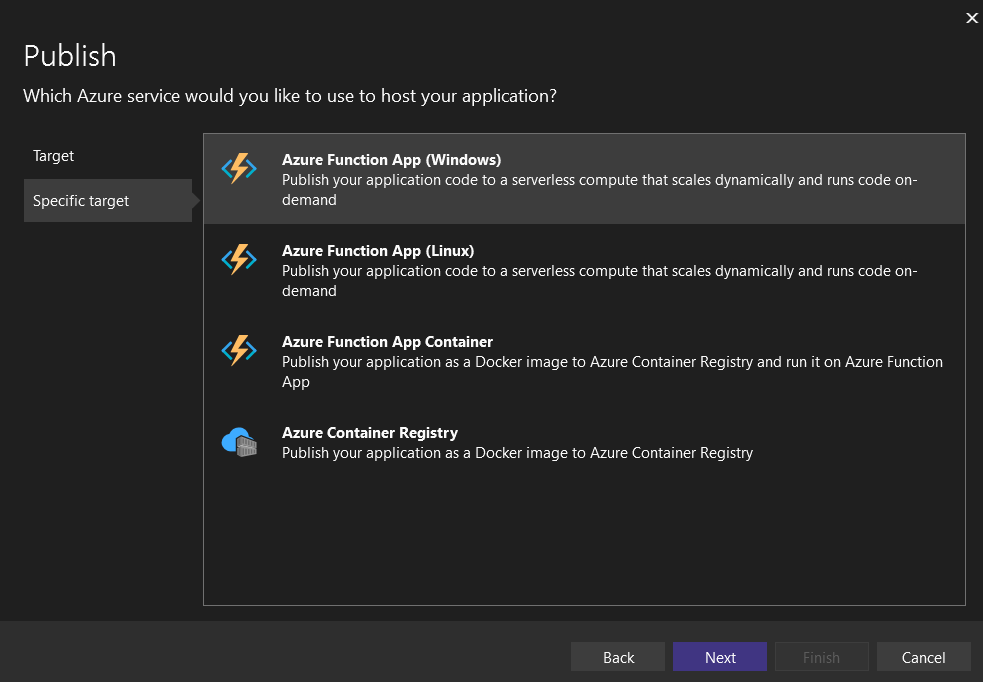 Publish
Which Azure service would you like to use to host your application?
Target
Specific target
Azure Function App (Windows)
Publish your application code to a serverless compute that scales dynamically and runs code on-
demand
Azure Function App (Linux)
Publish your application code to a serverless compute that scales dynamically and runs code on-
demand
Azure Function App Container
Publish your application as a Docker image to Azure Container Registry and run it on Azure Function
App
Azure Container Registry
Publish your application as a Docker image to Azure Container Registry
Back
Next
Finish
Cancel